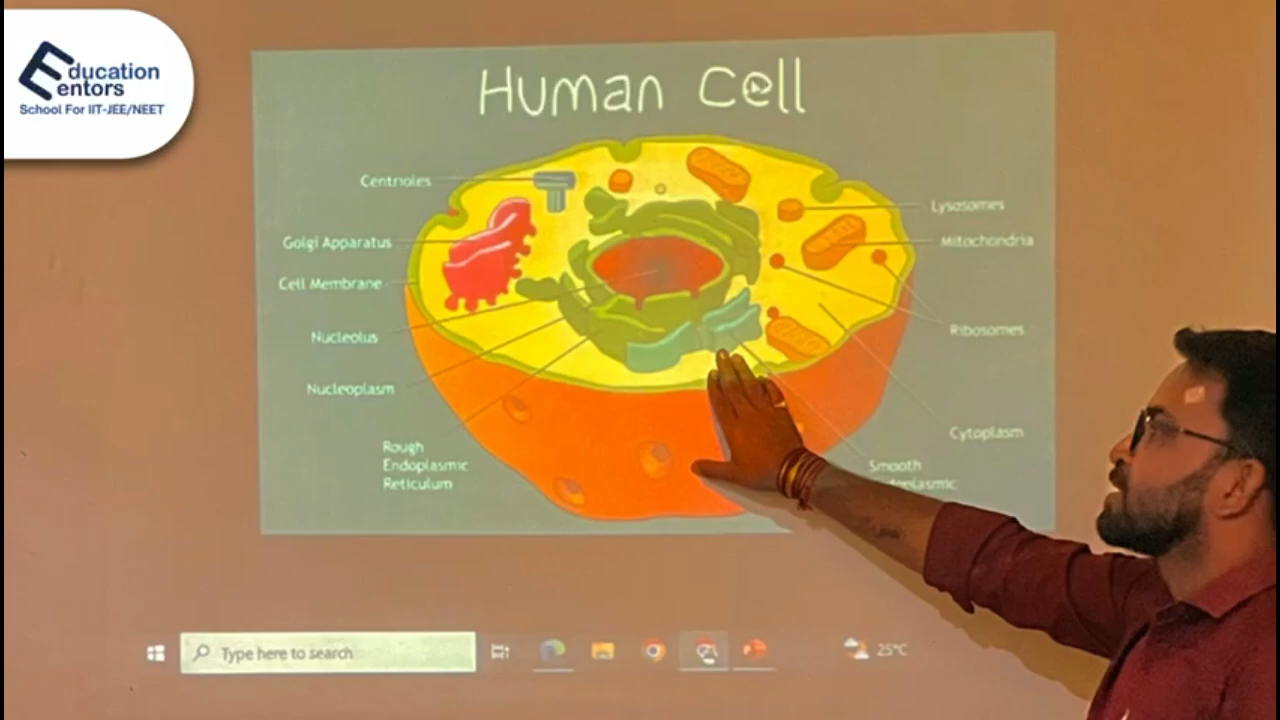 Education
Mentors
School For IIT-JEE/NEET
Human Cell
Centrioles
Golgi Apparatus
Cell Membrane
Nucleolus
Nucleoplasm
Rough
Endoplasmic
Reticulum
Lysosomes
Mitochondria
Ribosomes
Cytoplasm
Smooth
Type here to search
25°C